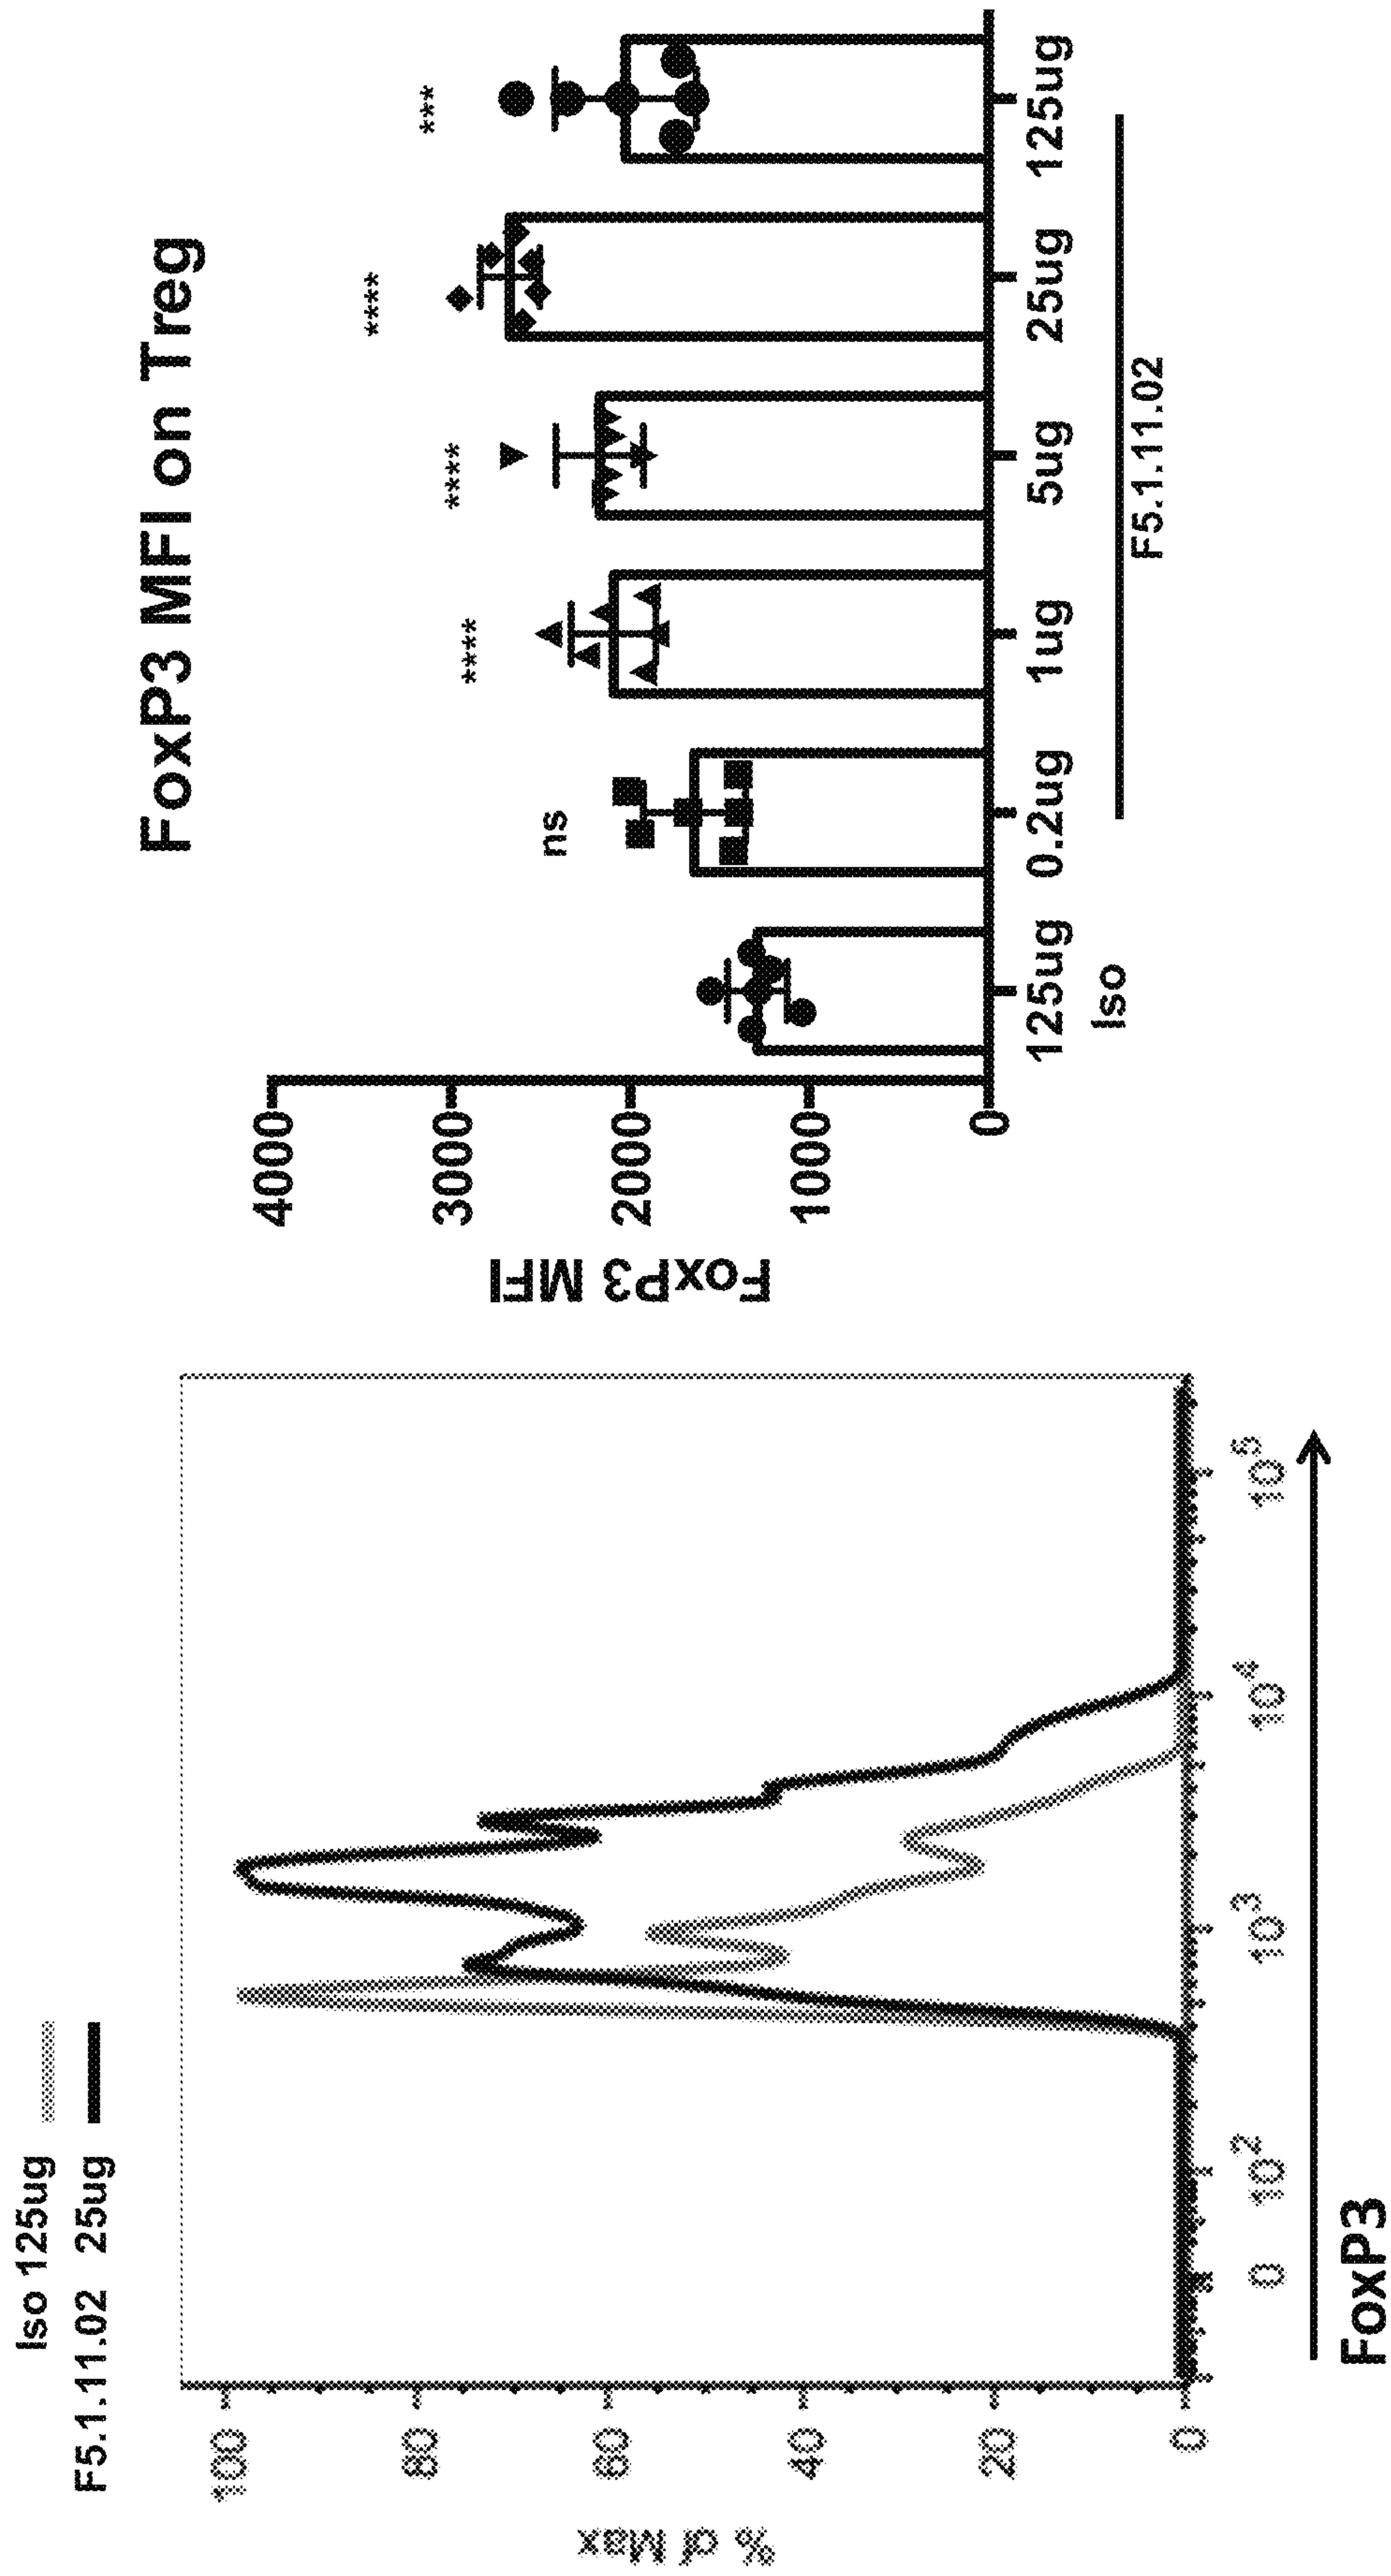 Iso 125ug
F5.1.11.02 25ug
% of Max
100
80
60
40
20
0
0 10^2 10^3 10^4 10^5
FoxP3
FoxP3 MFI on Treg
FoxP3 MFI
4000
3000
2000
1000
0
ns **** **** **** ***
125ug 0.2ug 1ug 5ug 25ug 125ug
Iso
F5.1.11.02